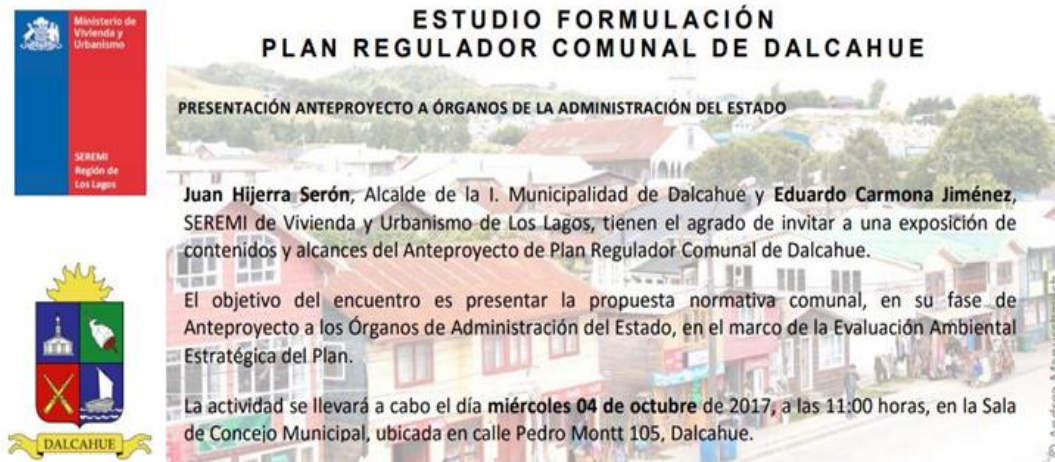 Ministerio de
Vivienda y
Urbanismo
SEREMI
Región de
Los Lagos
ESTUDIO FORMULACIÓN
PLAN REGULADOR COMUNAL DE DALCAHUE
PRESENTACIÓN ANTEPROYECTO A ÓRGANOS DE LA ADMINISTRACIÓN DEL ESTADO
Juan Hijerra Serón, Alcalde de la I. Municipalidad de Dalcahue y Eduardo Carmona Jiménez,
SEREMI de Vivienda y Urbanismo de Los Lagos, tienen el agrado de invitar a una exposición de
contenidos y alcances del Anteproyecto de Plan Regulador Comunal de Dalcahue.
El objetivo del encuentro es presentar la propuesta normativa comunal, en su fase de
Anteproyecto a los Órganos de Administración del Estado, en el marco de la Evaluación Ambiental
Estratégica del Plan.
La actividad se llevará a cabo el día miércoles 04 de octubre de 2017, a las 11:00 horas, en la Sala
de Concejo Municipal, ubicada en calle Pedro Montt 105, Dalcahue.
DALCAHUE